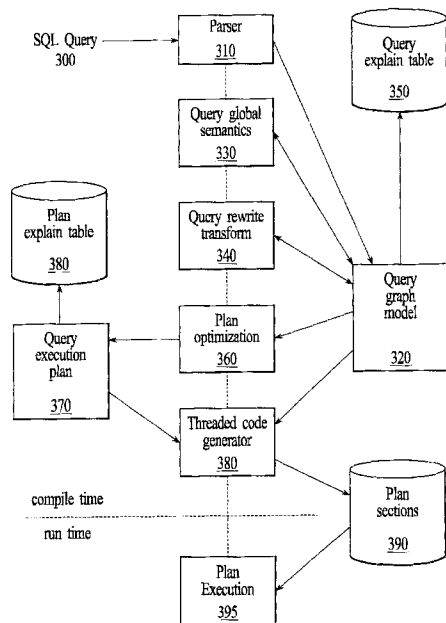 SQL Query
300
Parser
310
Query
explain table
350
Query global
semantics
330
Plan
explain table
380
Query rewrite
transform
340
Query
graph
model
320
Plan
optimization
360
Query
execution
plan
370
Threaded code
generator
380
Plan
sections
390
compile time
run time
Plan
Execution
395